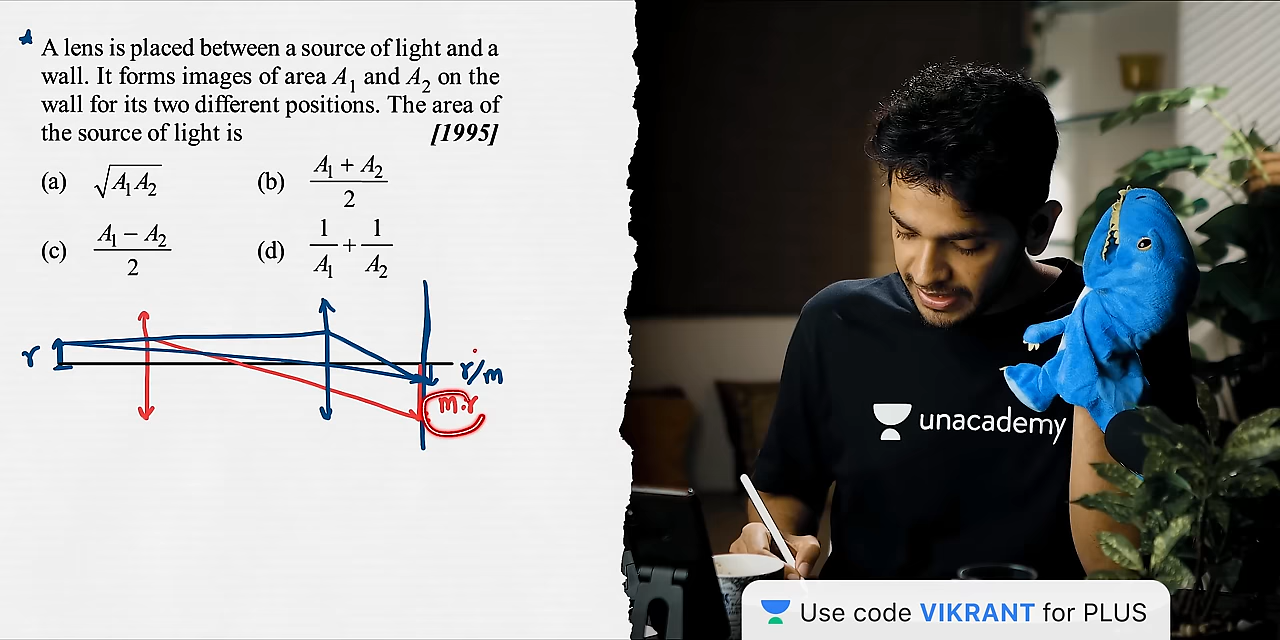 A lens is placed between a source of light and a
wall. It forms images of area A₁ and A₂ on the
wall for its two different positions. The area of
the source of light is [1995]
(a) √A₁A₂ (b) A₁ + A₂ / 2
(c) A₁ − A₂ / 2 (d) 1/A₁ + 1/A₂
r
r/m
m.r
unacademy
Use code VIKRANT for PLUS